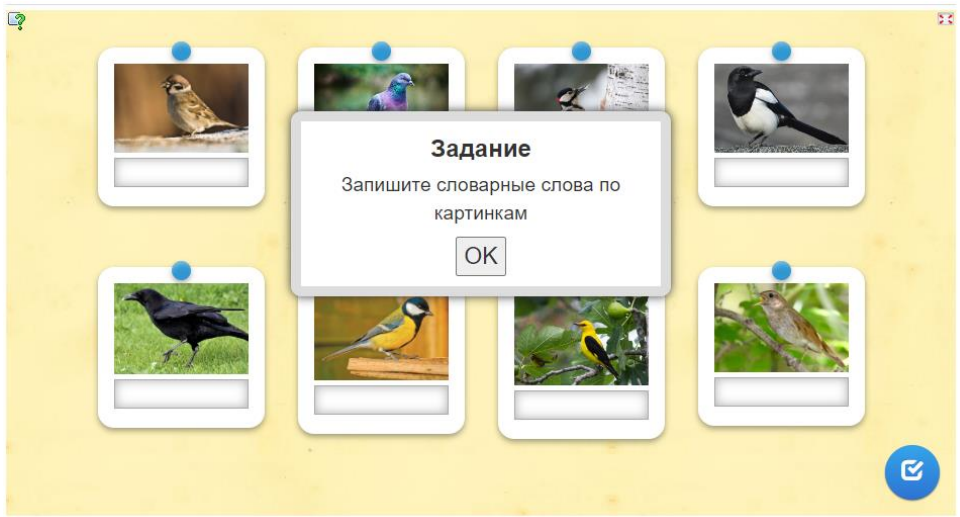 Задание
Запишите словарные слова по
картинкам
OK